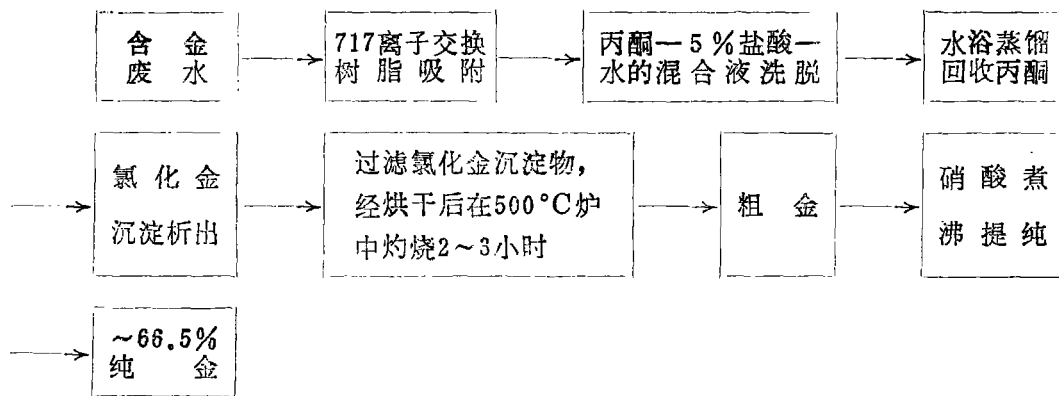 含金
废水
717离子交换
树脂吸附
丙酮—5%盐酸—
水的混合液洗脱
水浴蒸馏
回收丙酮
氯化金
沉淀析出
过滤氯化金沉淀物，
经烘干后在500°C炉
中灼烧2~3小时
粗金
硝酸煮
沸提纯
~66.5%
纯金